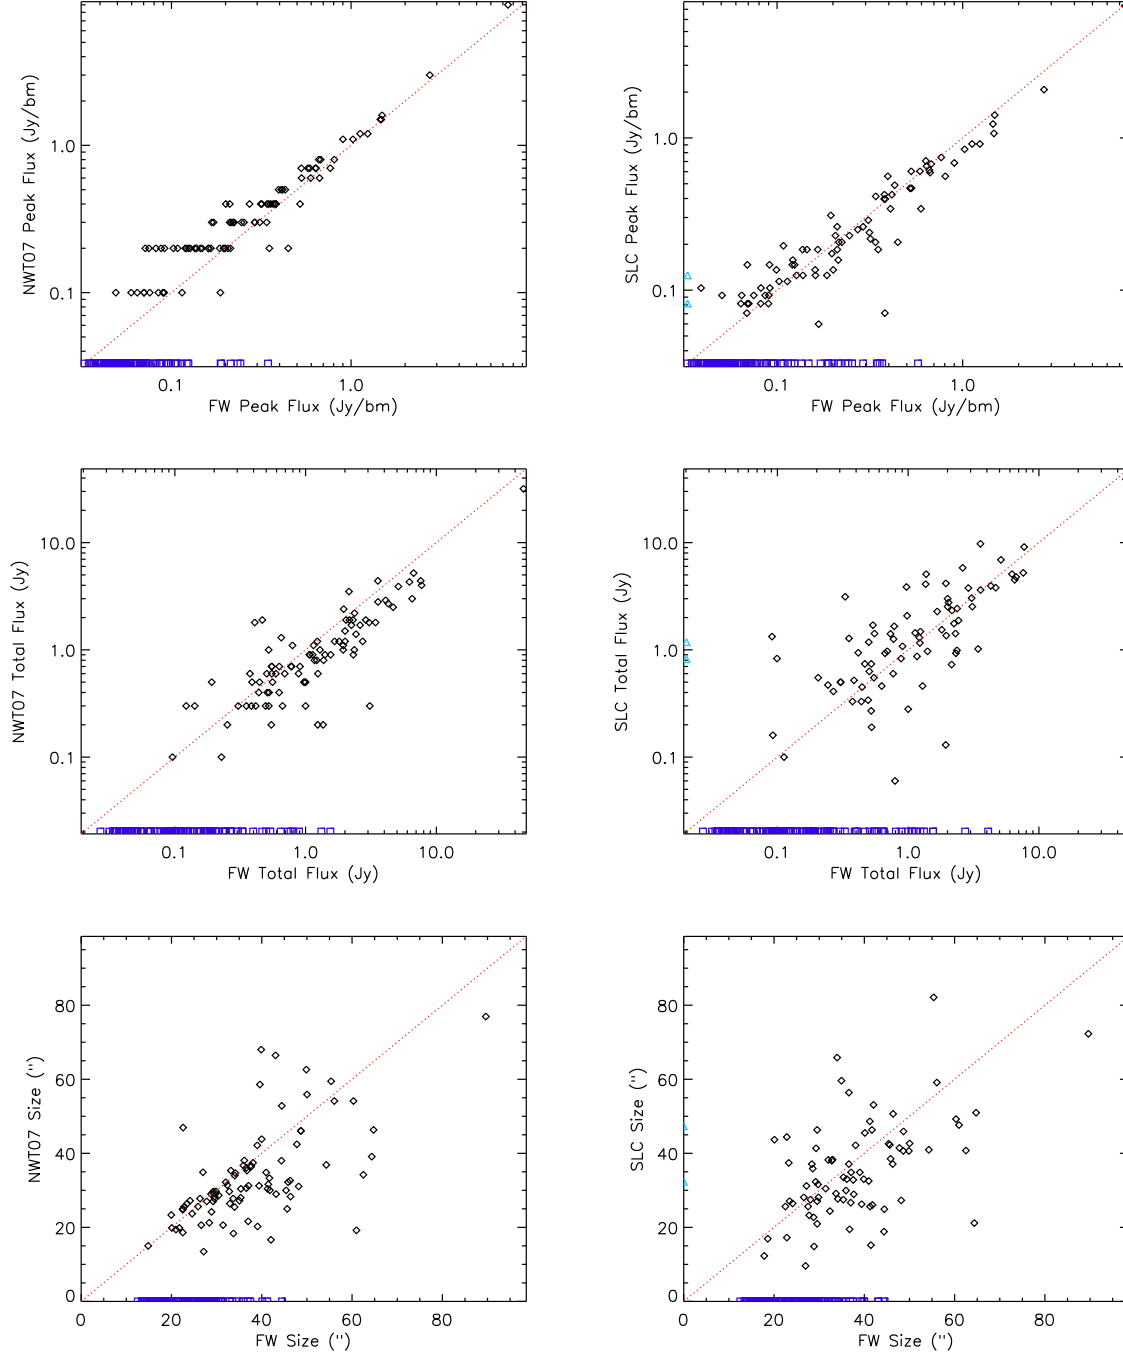 NWT07 Peak Flux (Jy/bm)
1.0
0.1
0.1 1.0
FW Peak Flux (Jy/bm)
SLC Peak Flux (Jy/bm)
1.0
0.1
0.1 1.0
FW Peak Flux (Jy/bm)
NWT07 Total Flux (Jy)
10.0
1.0
0.1
0.1 1.0 10.0
FW Total Flux (Jy)
SLC Total Flux (Jy)
10.0
1.0
0.1
0.1 1.0 10.0
FW Total Flux (Jy)
NWT07 Size (")
80
60
40
20
0
0 20 40 60 80
FW Size (")
SLC Size (")
80
60
40
20
0
0 20 40 60 80
FW Size (")